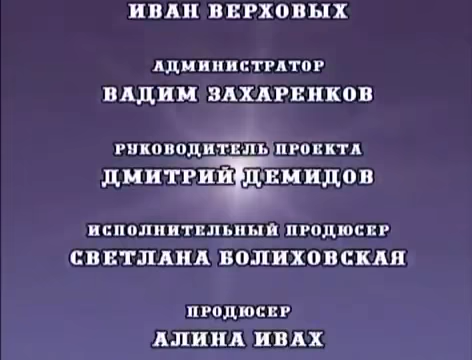 ИВАН ВЕРХОВЫХ
АДМИНИСТРАТОР
ВАДИМ ЗАХАРЕНКОВ
РУКОВОДИТЕЛЬ ПРОЕКТА
ДМИТРИЙ ДЕМИДОВ
ИСПОЛНИТЕЛЬНЫЙ ПРОДЮСЕР
СВЕТЛАНА БОЛИХОВСКАЯ
ПРОДЮСЕР
АЛИНА ИВАХ